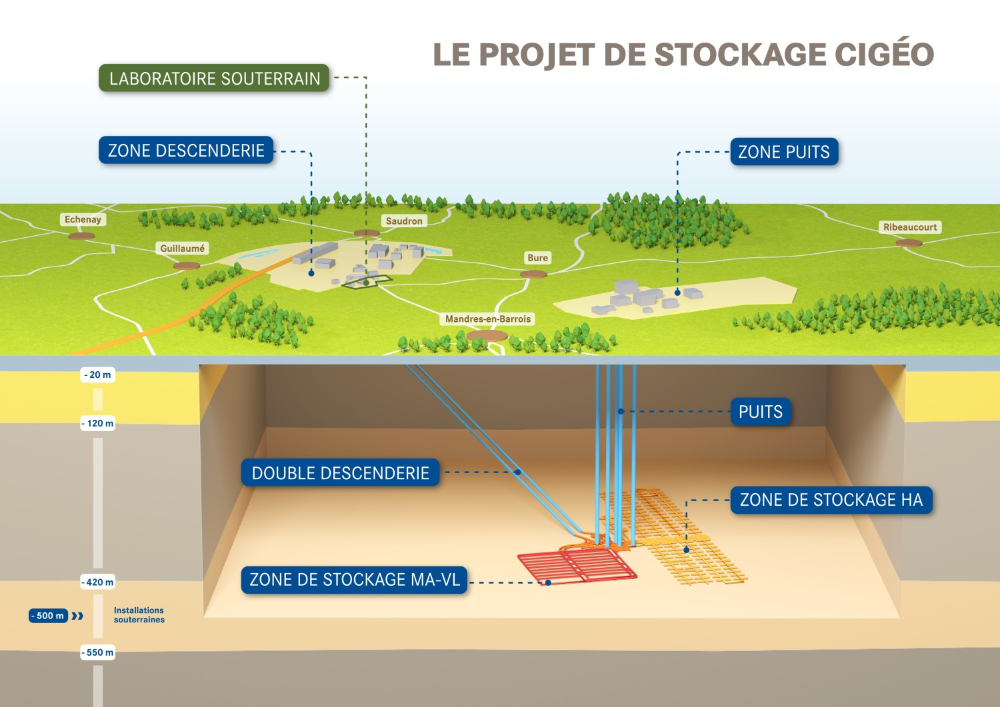 LE PROJET DE STOCKAGE CIGÉO
LABORATOIRE SOUTERRAIN
ZONE DESCENDERIE
ZONE PUITS
Echenay
Saudron
Ribeaucourt
Guillaumé
Bure
Mandres-en-Barrois
- 20 m
- 120 m
PUITS
DOUBLE DESCENDERIE
ZONE DE STOCKAGE HA
ZONE DE STOCKAGE MA-VL
- 420 m
- 500 m
Installations
souterraines
- 550 m